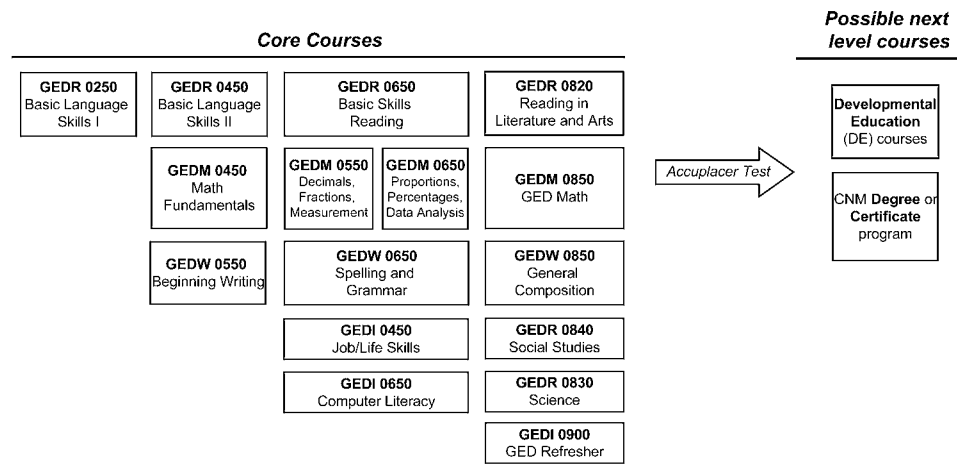 Core Courses
Possible next
level courses
GEDR 0250
Basic Language
Skills I
GEDR 0450
Basic Language
Skills II
GEDR 0650
Basic Skills
Reading
GEDR 0820
Reading in
Literature and Arts
GEDM 0450
Math
Fundamentals
GEDM 0550
Decimals,
Fractions,
Measurement
GEDM 0650
Proportions,
Percentages,
Data Analysis
GEDM 0850
GED Math
GEDW 0550
Beginning Writing
GEDW 0650
Spelling and
Grammar
GEDW 0850
General
Composition
GEDI 0450
Job/Life Skills
GEDR 0840
Social Studies
GEDI 0650
Computer Literacy
GEDR 0830
Science
GEDI 0900
GED Refresher
Accuplacer Test
Developmental
Education
(DE) courses
CNM Degree or
Certificate
program